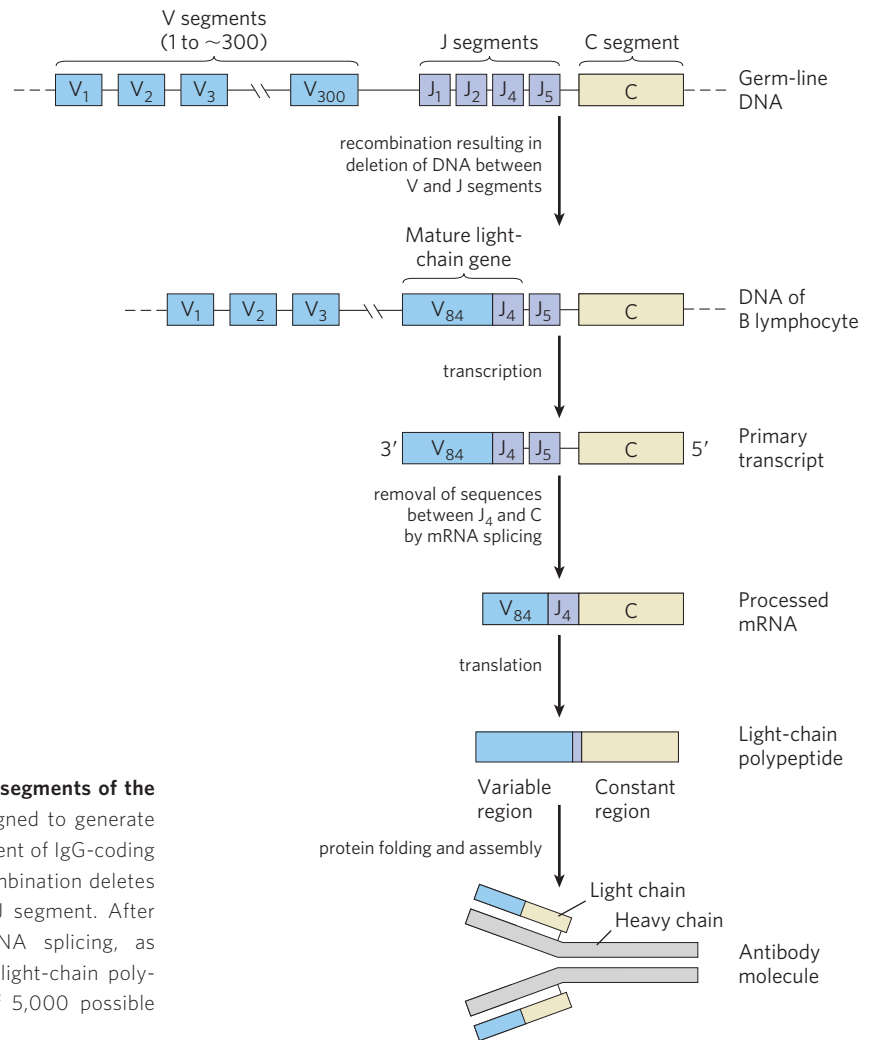 V segments
(1 to ~300)
J segments
C segment
V1
V2
V3
V300
J1
J2
J4
J5
C
Germ-line
DNA
recombination resulting in
deletion of DNA between
V and J segments
Mature light-
chain gene
V1
V2
V3
V84
J4
J5
C
DNA of
B lymphocyte
transcription
3′
V84
J4
J5
C
5′
Primary
transcript
removal of sequences
between J4 and C
by mRNA splicing
V84
J4
C
Processed
mRNA
translation
Light-chain
polypeptide
Variable
region
Constant
region
protein folding and assembly
Light chain
Heavy chain
Antibody
molecule
segments of the
gned to generate
ent of IgG-coding
mbination deletes
J segment. After
NA splicing, as
light-chain poly-
f 5,000 possible